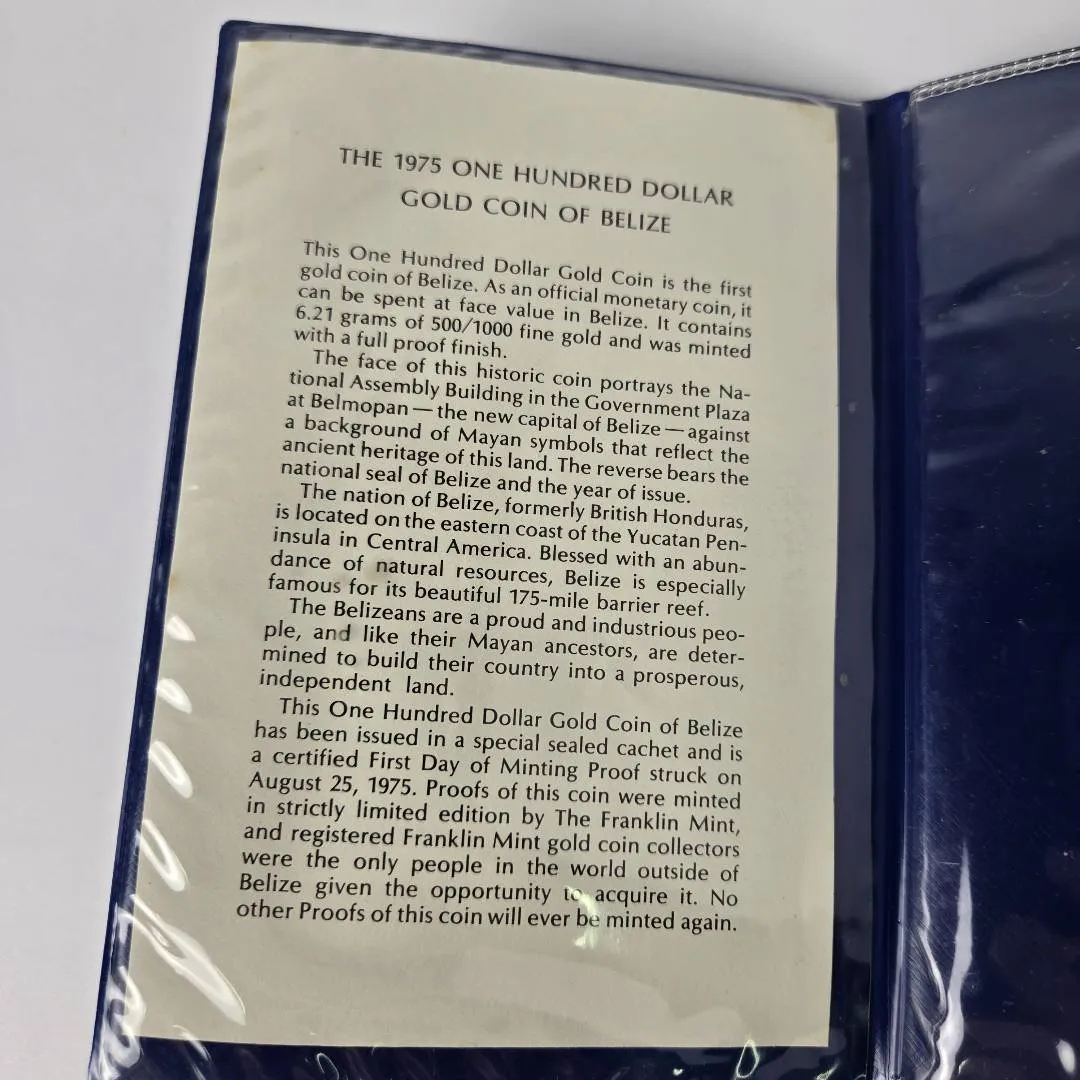 THE 1975 ONE HUNDRED DOLLAR
GOLD COIN OF BELIZE
This One Hundred Dollar Gold Coin is the first
gold coin of Belize. As an official monetary coin, it
can be spent at face value in Belize. It contains
6.21 grams of 500/1000 fine gold and was minted
with a full proof finish.
The face of this historic coin portrays the Na-
tional Assembly Building in the Government Plaza
at Belmopan — the new capital of Belize — against
a background of Mayan symbols that reflect the
ancient heritage of this land. The reverse bears the
national seal of Belize and the year of issue.
The nation of Belize, formerly British Honduras,
is located on the eastern coast of the Yucatan Pen-
insula in Central America. Blessed with an abun-
dance of natural resources, Belize is especially
famous for its beautiful 175-mile barrier reef.
The Belizeans are a proud and industrious peo-
ple, and like their Mayan ancestors, are deter-
mined to build their country into a prosperous,
independent land.
This One Hundred Dollar Gold Coin of Belize
has been issued in a special sealed cachet and is
a certified First Day of Minting Proof struck on
August 25, 1975. Proofs of this coin were minted
in strictly limited edition by The Franklin Mint,
and registered Franklin Mint gold coin collectors
were the only people in the world outside of
Belize given the opportunity to acquire it. No
other Proofs of this coin will ever be minted again.